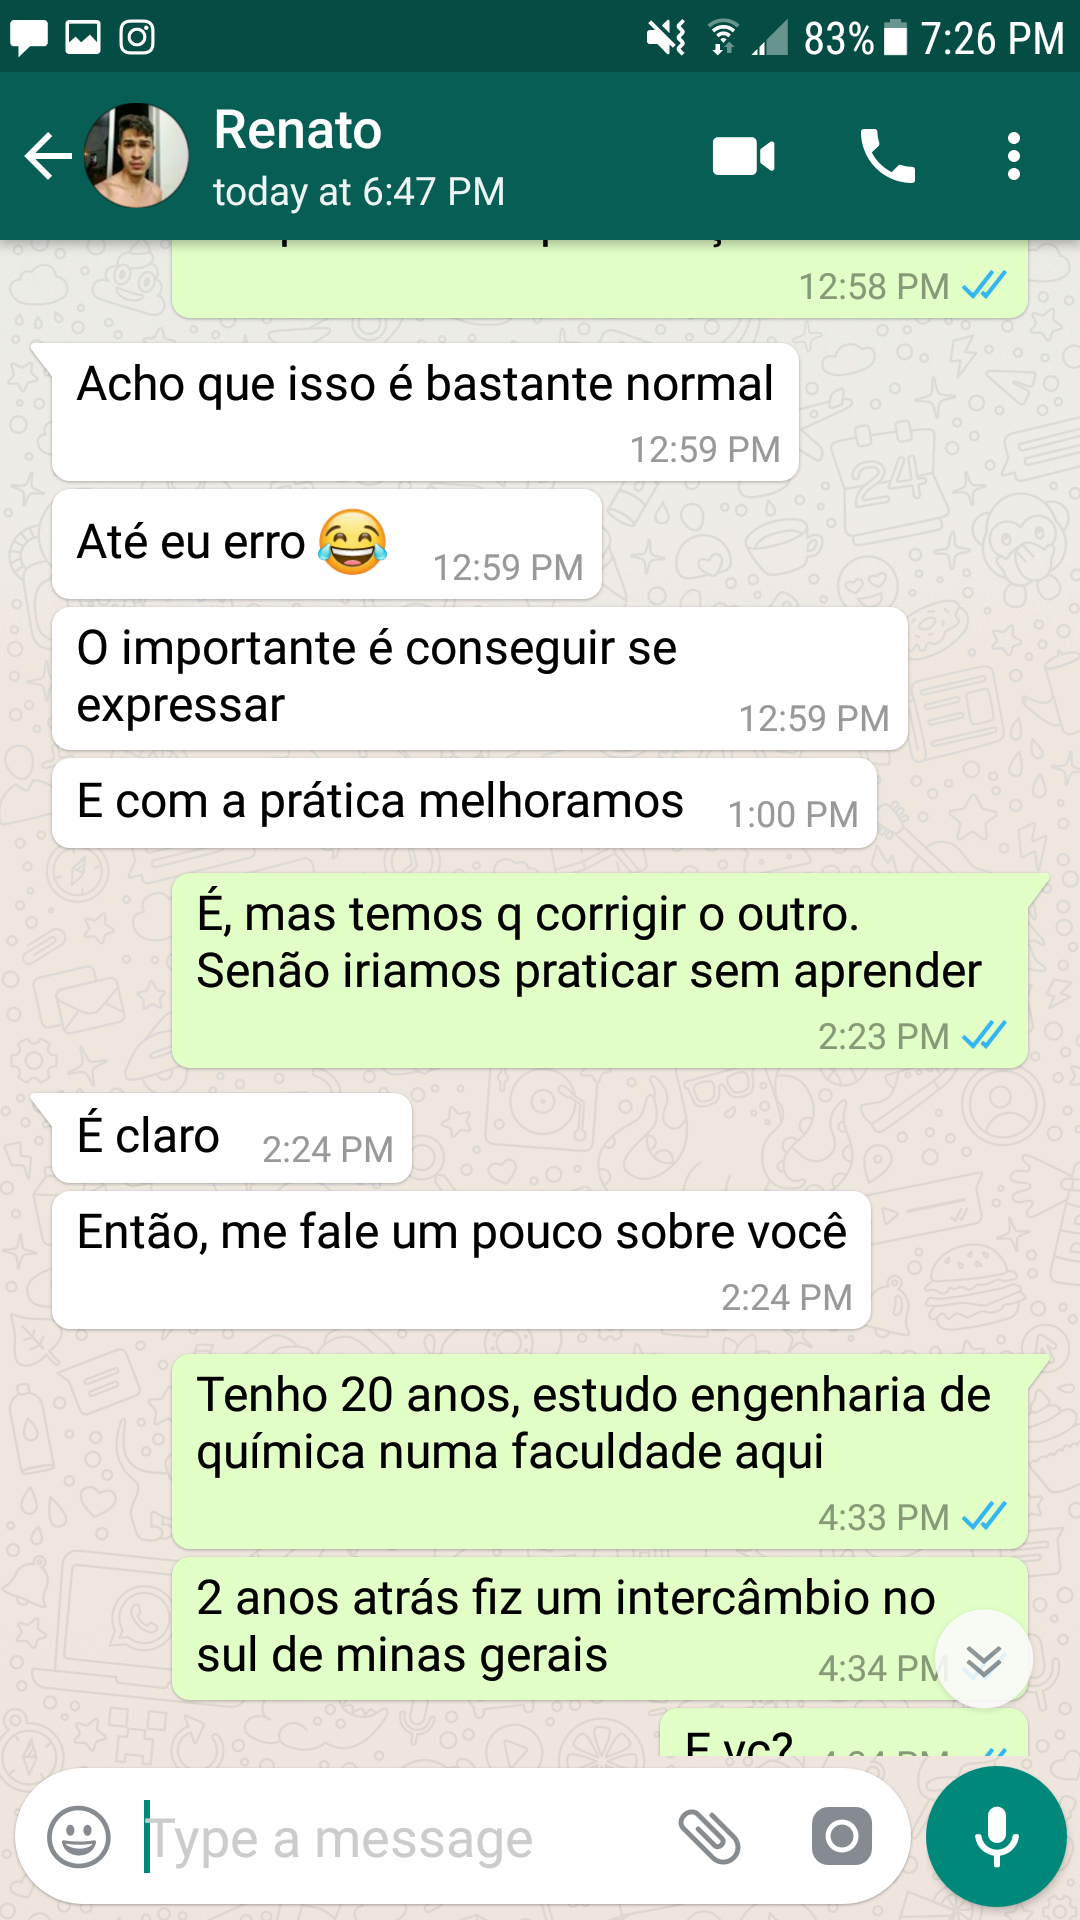 83% 7:26 PM
Renato
today at 6:47 PM
12:58 PM
Acho que isso é bastante normal
12:59 PM
Até eu erro 😂 12:59 PM
O importante é conseguir se
expressar 12:59 PM
E com a prática melhoramos 1:00 PM
É, mas temos q corrigir o outro.
Senão iriamos praticar sem aprender
2:23 PM
É claro 2:24 PM
Então, me fale um pouco sobre você
2:24 PM
Tenho 20 anos, estudo engenharia de
química numa faculdade aqui
4:33 PM
2 anos atrás fiz um intercâmbio no
sul de minas gerais 4:34 PM
E vc? 4:34 PM
Type a message